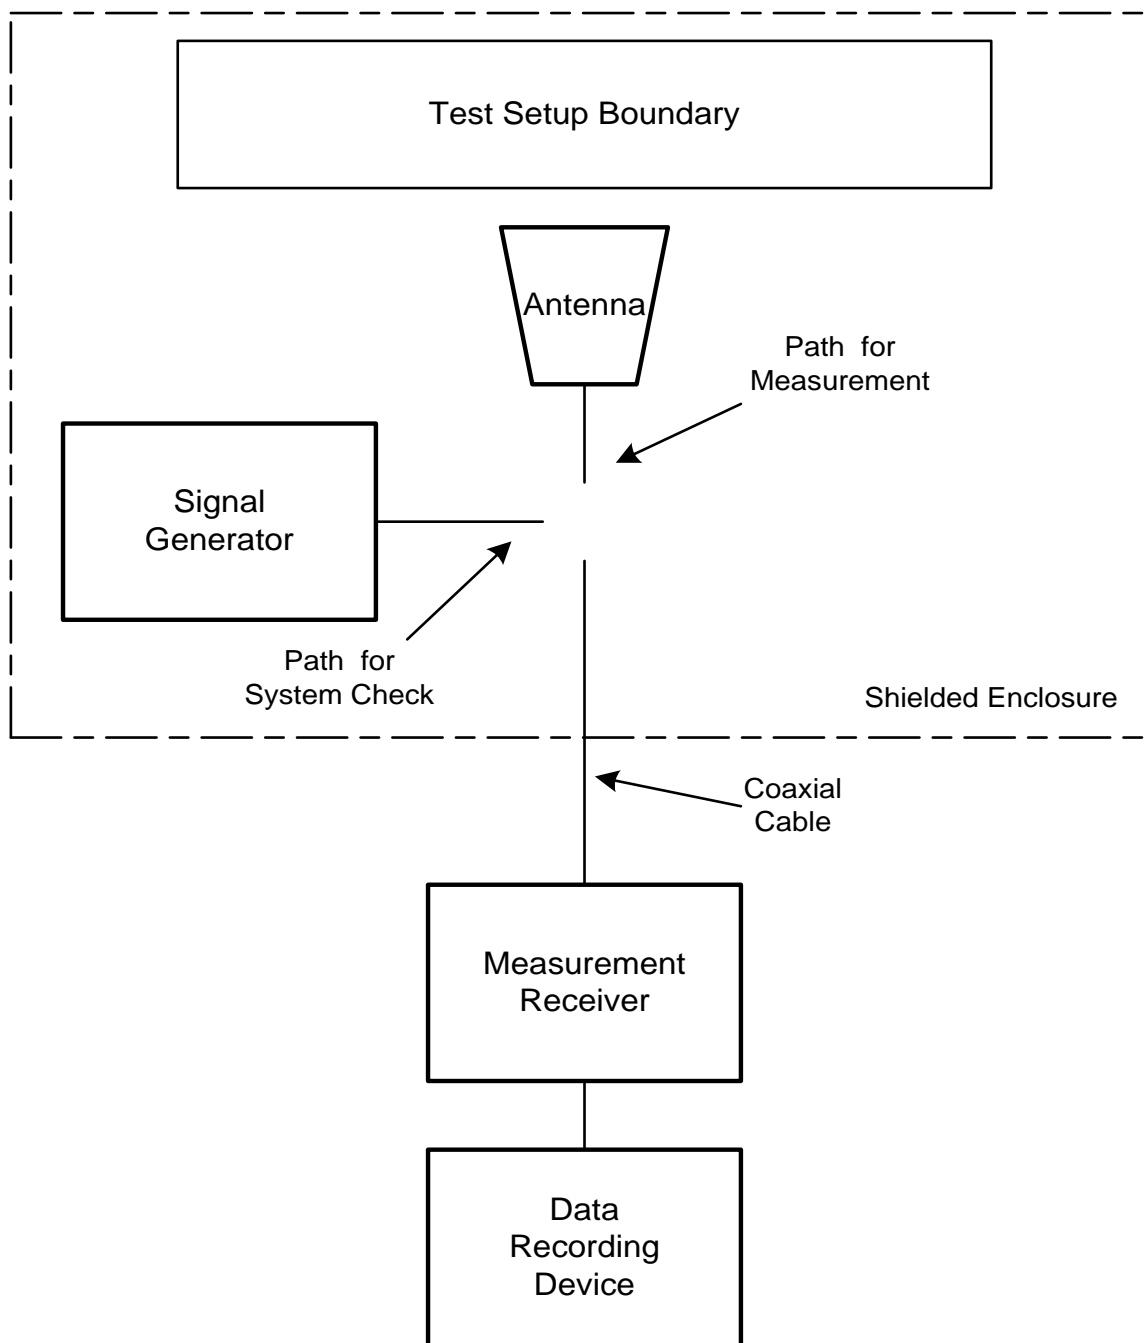 Test Setup Boundary
Antenna
Path for
Measurement
Signal
Generator
Path for
System Check
Shielded Enclosure
Coaxial
Cable
Measurement
Receiver
Data
Recording
Device